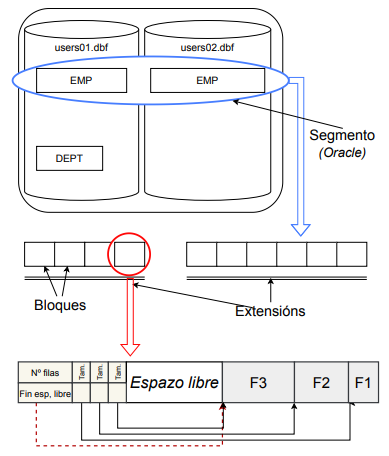 users01.dbf
users02.dbf
EMP
EMP
DEPT
Segmento
(Oracle)
Bloques
Extensións
Nº filas
Fin esp, libre
Tam.
Tam.
Tam.
Espazo libre
F3
F2
F1